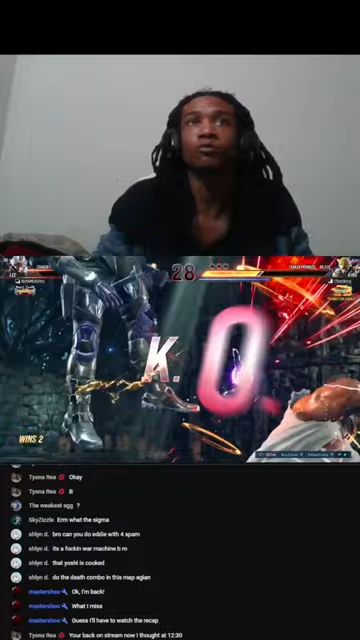 28
K.O.
WINS 2
Tyona Rea Okay
Tyona Rea B
The weakest egg ?
SkyZizzle Erm what the sigma
shlyn d. bro can you do eddie with 4 spam
shlyn d. its a fockin war machine b ro
shlyn d. that yoshi is cooked
shlyn d. do the death combo in this map agian
mastershoo Ok, I'm back!
mastershoo What I miss
mastershoo Guess I'll have to watch the recap
Tyona Rea Your back on stream now I thought at 12:30